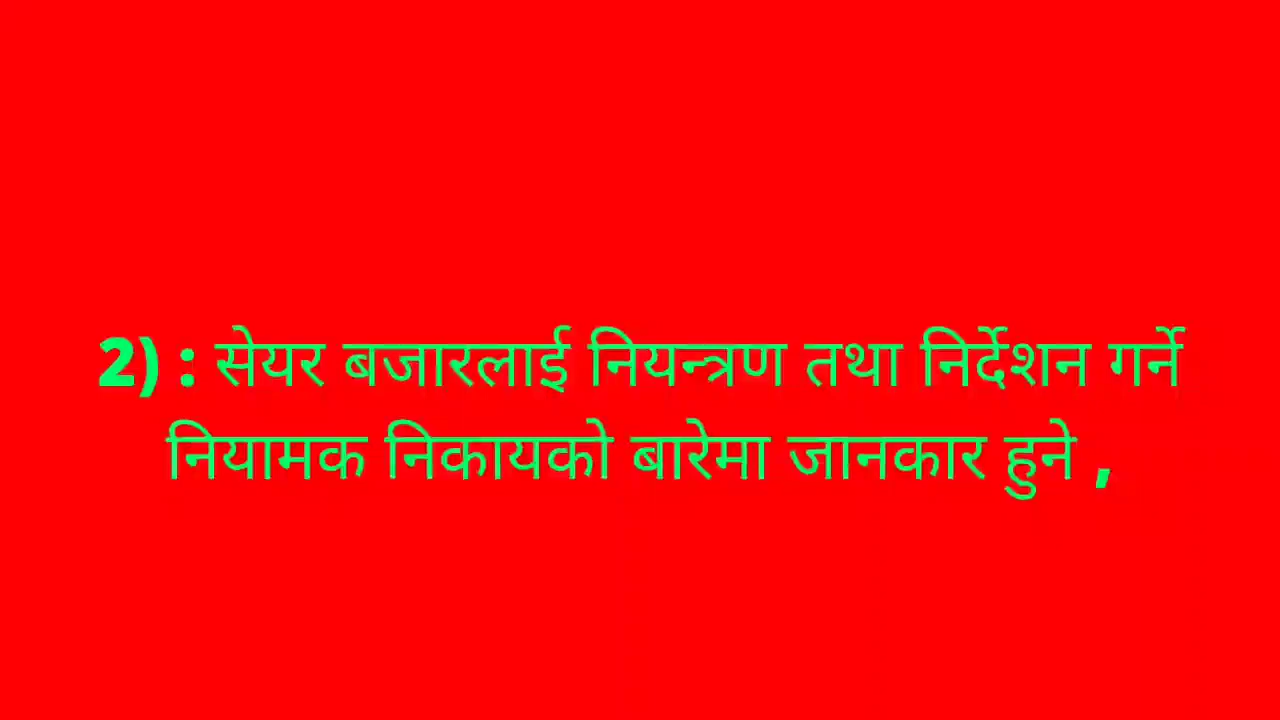 2) : सेयर बजारलाई नियन्त्रण तथा निर्देशन गर्ने
नियामक निकायको बारेमा जानकार हुने ,